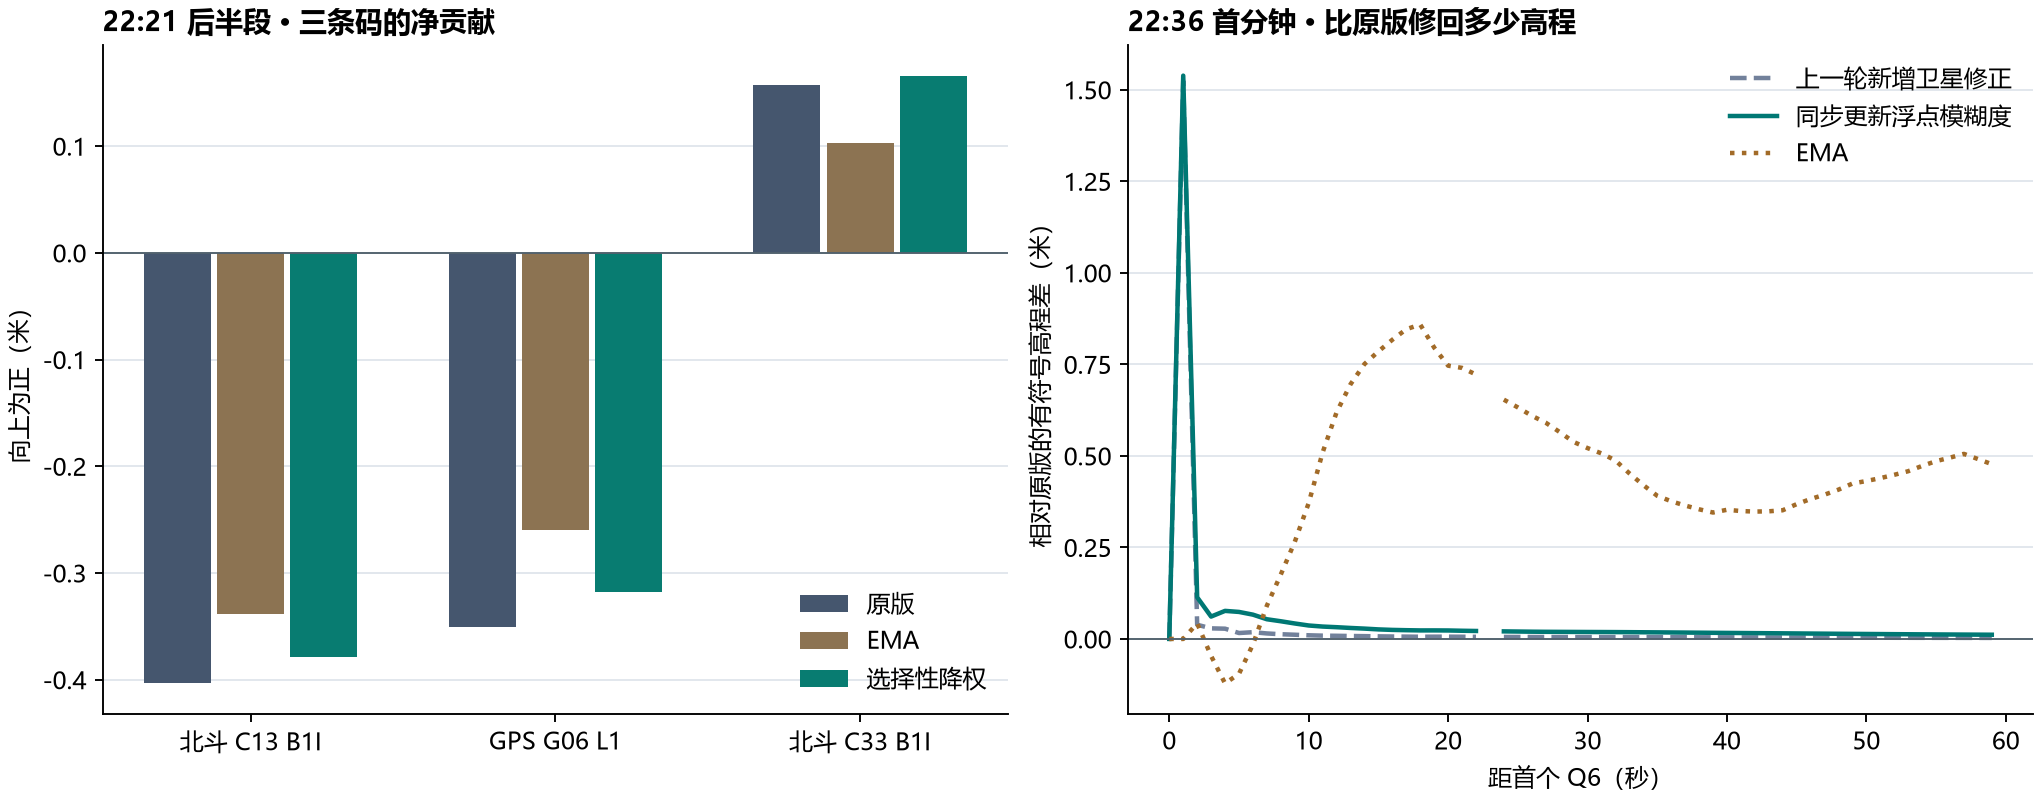 22:21 后半段 • 三条码的净贡献
向上为正（米）
0.1
0.0
-0.1
-0.2
-0.3
-0.4
北斗 C13 B1I
GPS G06 L1
北斗 C33 B1I
原版
EMA
选择性降权
22:36 首分钟 • 比原版修回多少高程
相对原版的有符号高程差（米）
1.50
1.25
1.00
0.75
0.50
0.25
0.00
0
10
20
30
40
50
60
距首个 Q6（秒）
上一轮新增卫星修正
同步更新浮点模糊度
EMA